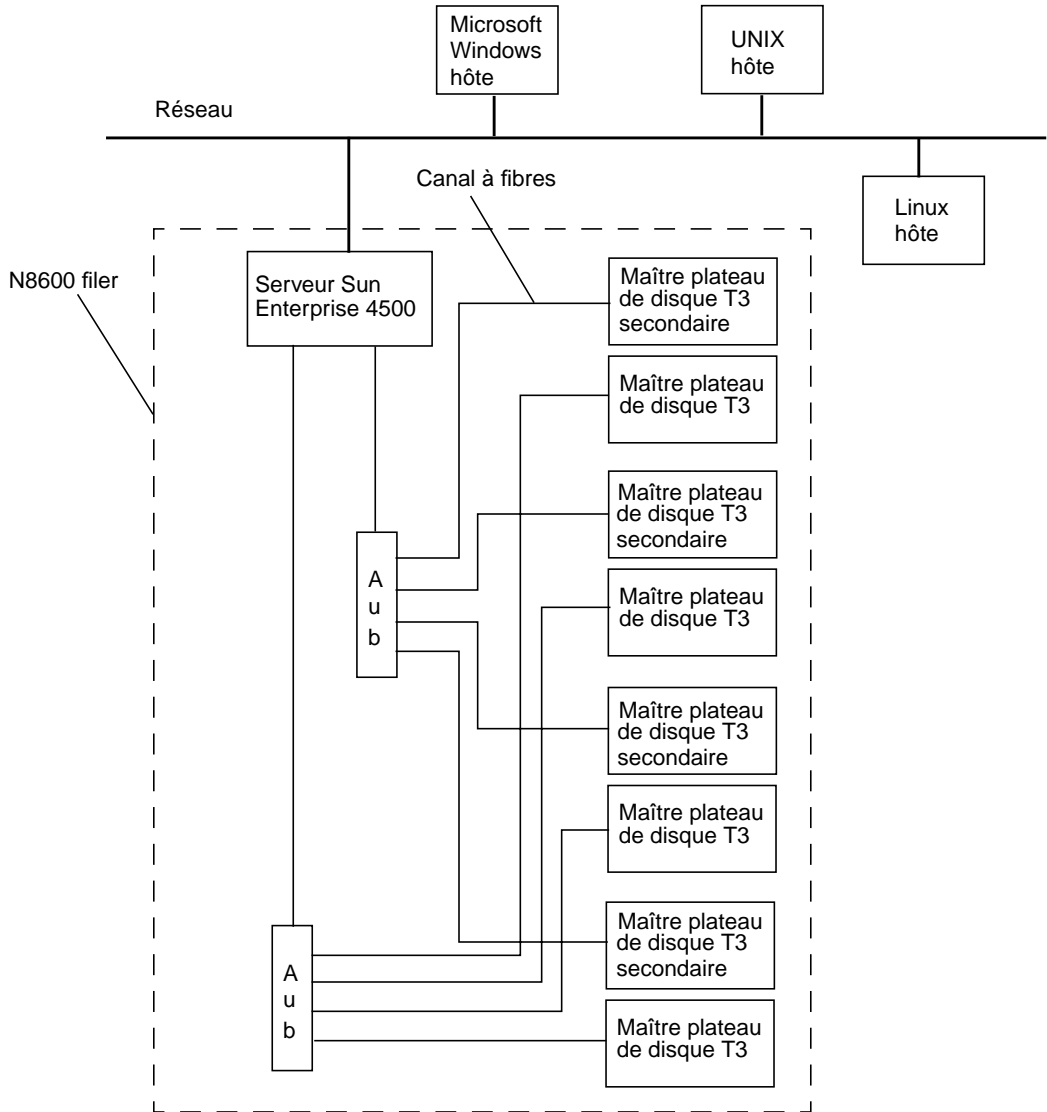 Microsoft
Windows
hôte
UNIX
hôte
Réseau
Canal à fibres
Linux
hôte
N8600 filer
Serveur Sun
Enterprise 4500
Maître plateau
de disque T3
secondaire
Maître plateau
de disque T3
Maître plateau
de disque T3
secondaire
A
u
b
Maître plateau
de disque T3
Maître plateau
de disque T3
secondaire
Maître plateau
de disque T3
Maître plateau
de disque T3
secondaire
A
u
b
Maître plateau
de disque T3